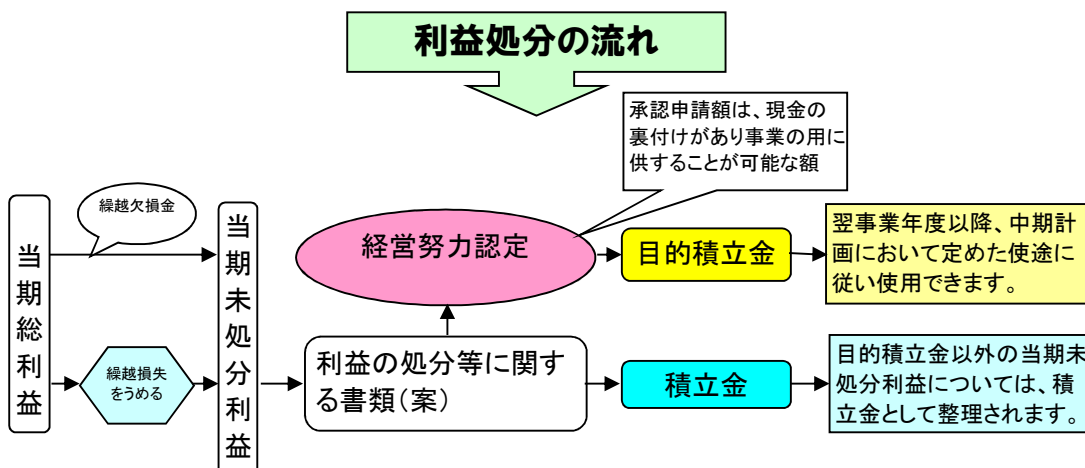 利益処分の流れ
承認申請額は、現金の
裏付けがあり事業の用に
供することが可能な額
当期総利益
繰越欠損金
繰越損失
をうめる
当期未処分利益
経営努力認定
利益の処分等に関す
る書類（案）
目的積立金
翌事業年度以降、中期計
画において定めた使途に
従い使用できます。
積立金
目的積立金以外の当期未
処分利益については、積
立金として整理されます。